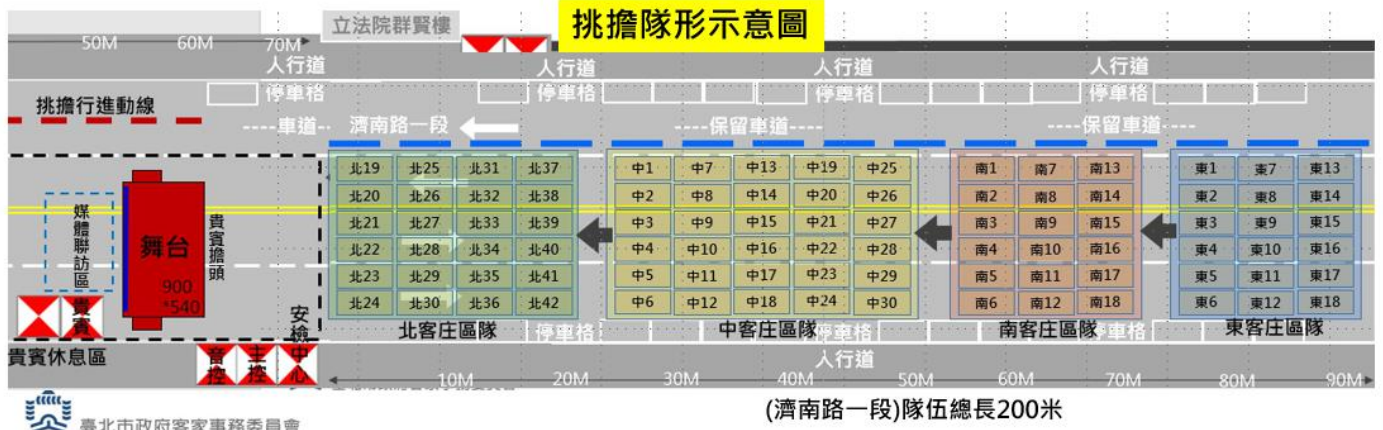 挑擔隊形示意圖
立法院群賢樓
50M 60M 70M
人行道 人行道 人行道 人行道
停車格 停車格 停車格 停車格
挑擔行進動線
----車道-- 濟南路一段 ----保留車道---- ----保留車道----
北19 北25 北31 北37 中1 中7 中13 中19 中25 南1 南7 南13 東1 東7 東13
北20 北26 北32 北38 中2 中8 中14 中20 中26 南2 南8 南14 東2 東8 東14
北21 北27 北33 北39 中3 中9 中15 中21 中27 南3 南9 南15 東3 東9 東15
北22 北28 北34 北40 中4 中10 中16 中22 中28 南4 南10 南16 東4 東10 東16
北23 北29 北35 北41 中5 中11 中17 中23 中29 南5 南11 南17 東5 東11 東17
北24 北30 北36 北42 中6 中12 中18 中24 中30 南6 南12 南18 東6 東12 東18
媒體聯訪區
舞台
900
*540
貴賓擔頭
貴賓
安檢
北客庄區隊 停車格 中客庄區隊 停車格 南客庄區隊 停車格 東客庄區隊
貴賓休息區
音控 主控 中心
人行道
10M 20M 30M 40M 50M 60M 70M 80M 90M
(濟南路一段)隊伍總長200米
臺北市政府客家事務委員會